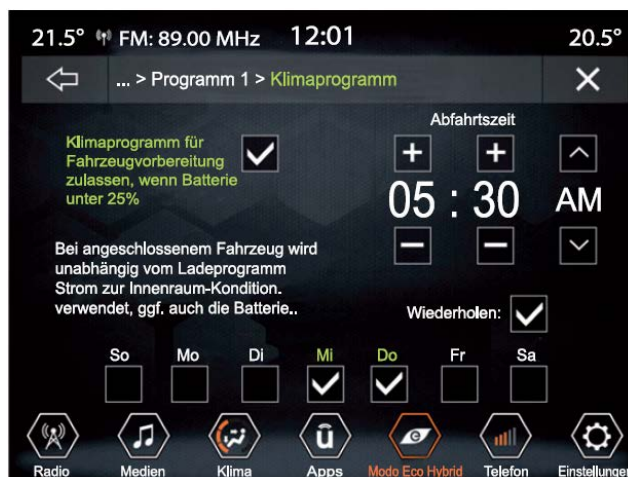 21.5° FM: 89.00 MHz 12:01 20.5°
... > Programm 1 > Klimaprogramm
Abfahrtszeit
Klimaprogramm für
Fahrzeugvorbereitung
zulassen, wenn Batterie
unter 25%
05 : 30 AM
Bei angeschlossenem Fahrzeug wird
unabhängig vom Ladeprogramm
Strom zur Innenraum-Kondition.
verwendet, ggf. auch die Batterie..
Wiederholen:
So Mo Di Mi Do Fr Sa
Radio Medien Klima Apps Modo Eco Hybrid Telefon Einstellungen